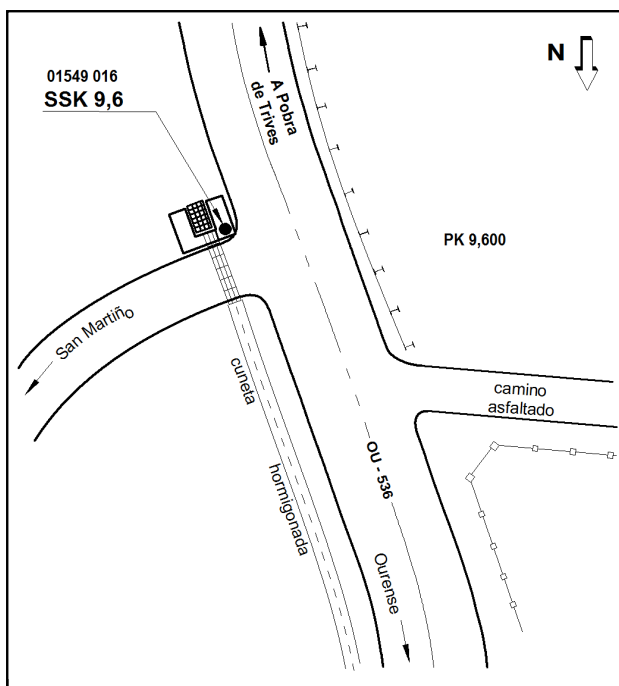 N
01549 016
SSK 9,6
A Pobra
de Trives
PK 9,600
San Martiño
cuneta
hormigonada
camino
asfaltado
OU - 536
Ourense